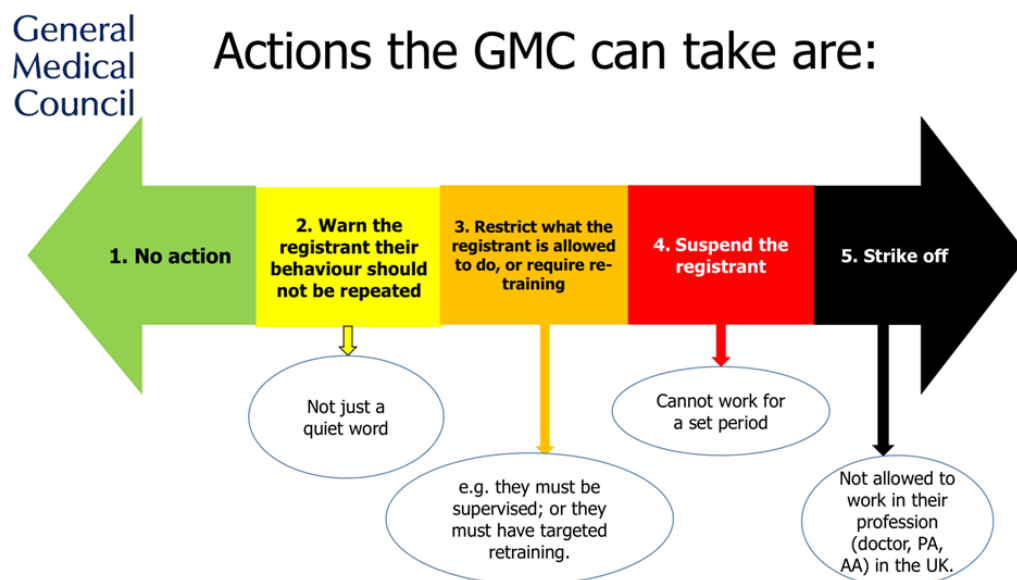 General
Medical
Council
Actions the GMC can take are:
1. No action
2. Warn the
registrant their
behaviour should
not be repeated
3. Restrict what the
registrant is allowed
to do, or require re-
training
4. Suspend the
registrant
5. Strike off
Not just a
quiet word
e.g. they must be
supervised; or they
must have targeted
retraining.
Cannot work for
a set period
Not allowed to
work in their
profession
(doctor, PA,
AA) in the UK.